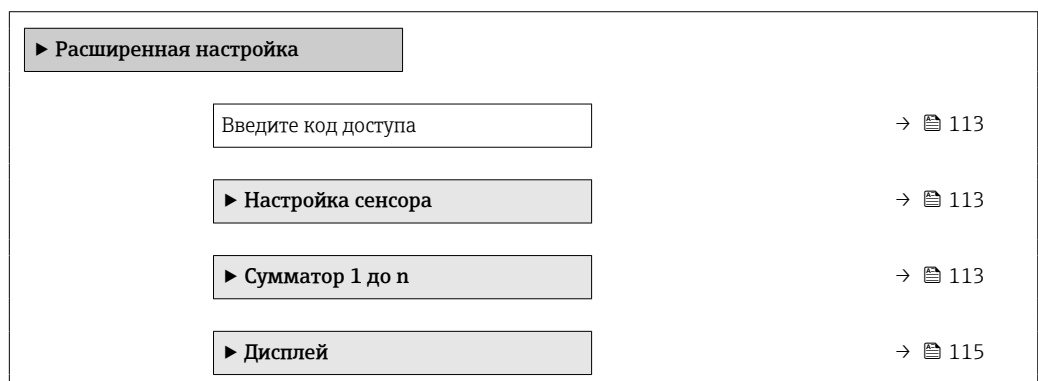 ▶ Расширенная настройка
Введите код доступа → 113
▶ Настройка сенсора → 113
▶ Сумматор 1 до n → 113
▶ Дисплей → 115